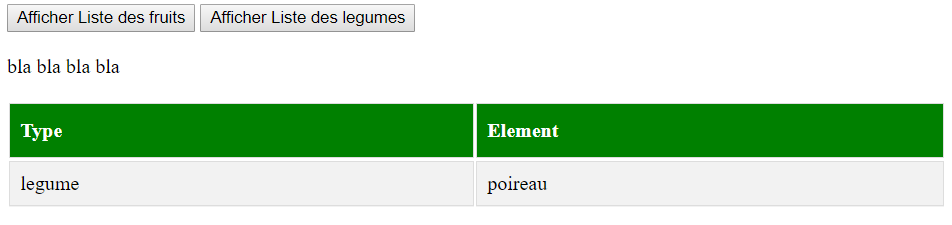 Afficher Liste des fruits Afficher Liste des legumes
bla bla bla bla
Type Element
legume poireau